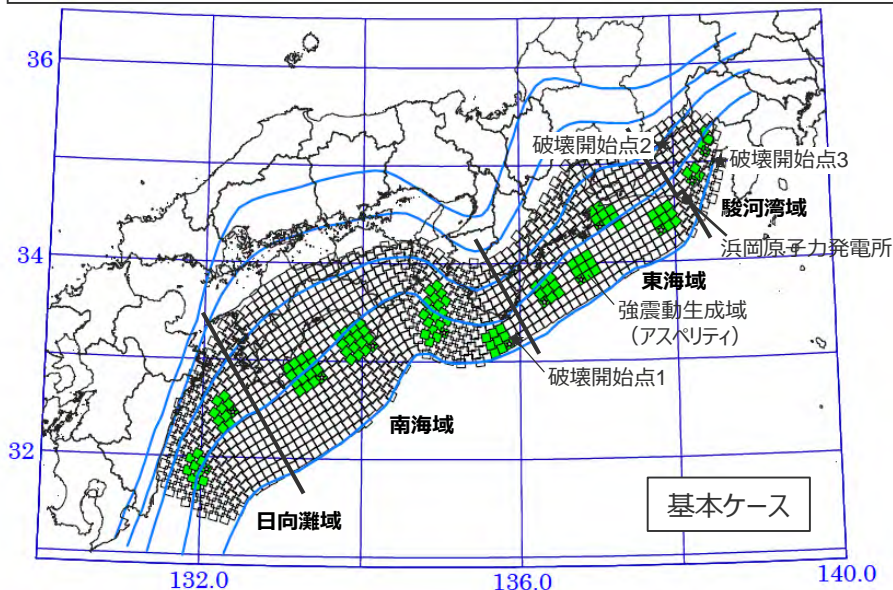 36
破壊開始点2
破壊開始点3
駿河湾域
浜岡原子力発電所
34
東海域
強震動生成域
（アスペリティ）
破壊開始点1
南海域
32
基本ケース
日向灘域
132.0
136.0
140.0